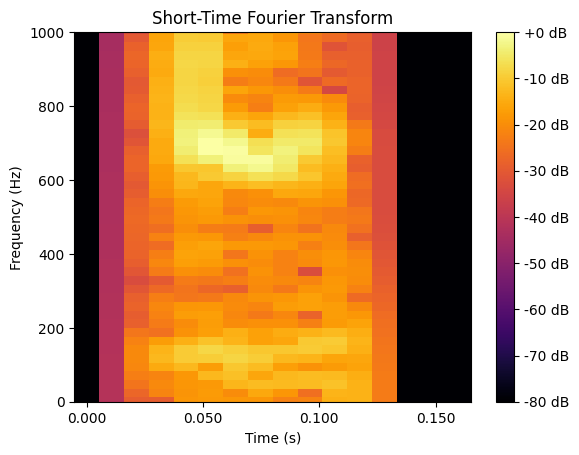 Short-Time Fourier Transform
1000
800
600
400
200
0
Frequency (Hz)
0.000
0.050
0.100
0.150
Time (s)
+0 dB
-10 dB
-20 dB
-30 dB
-40 dB
-50 dB
-60 dB
-70 dB
-80 dB